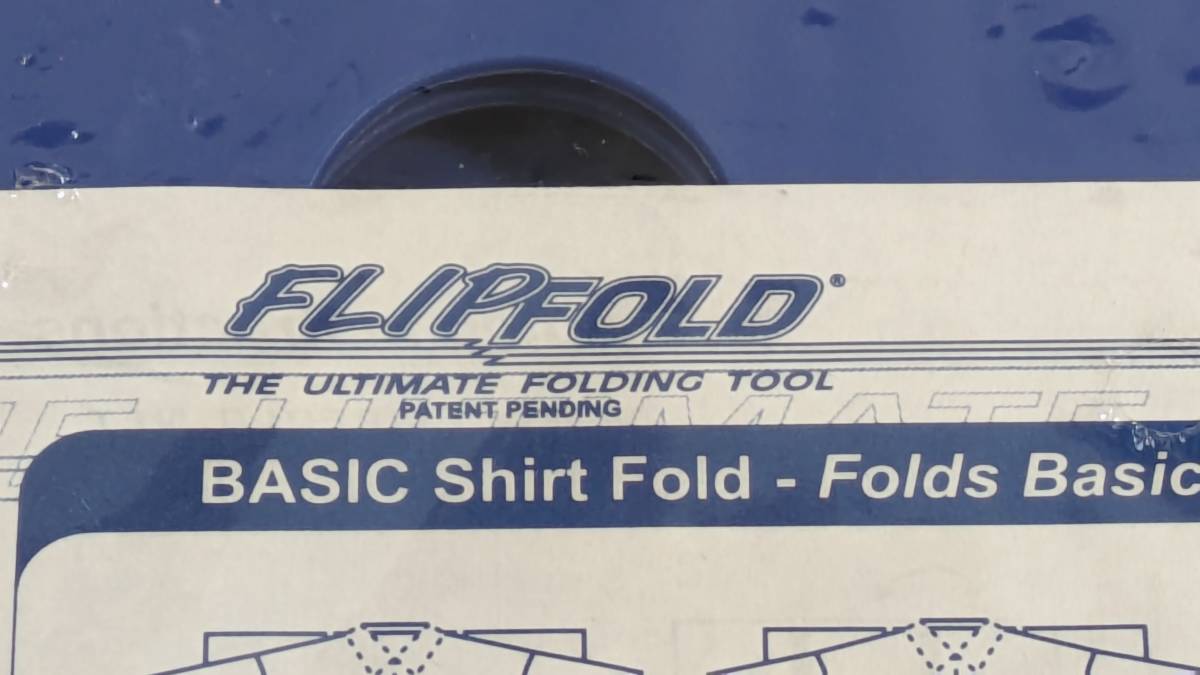 FLIPFOLD®
THE ULTIMATE FOLDING TOOL
PATENT PENDING
BASIC Shirt Fold - Folds Basic